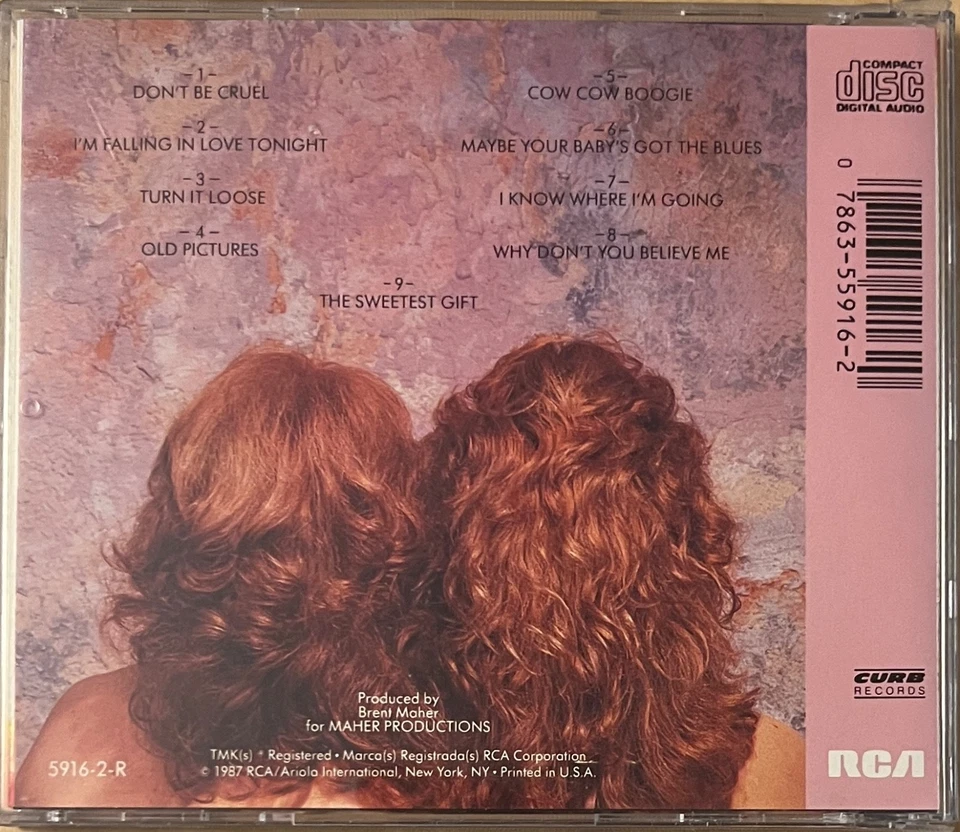 –1–
DON'T BE CRUEL
–2–
I'M FALLING IN LOVE TONIGHT
–3–
TURN IT LOOSE
–4–
OLD PICTURES
–5–
COW COW BOOGIE
–6–
MAYBE YOUR BABY'S GOT THE BLUES
–7–
I KNOW WHERE I'M GOING
–8–
WHY DON'T YOU BELIEVE ME
–9–
THE SWEETEST GIFT
Produced by
Brent Maher
for MAHER PRODUCTIONS
TMK(s) ® Registered • Marca(s) Registrada(s) RCA Corporation
© 1987 RCA/Ariola International, New York, NY • Printed in U.S.A.
5916-2-R
COMPACT
disc
DIGITAL AUDIO
0 7863-55916-2
CURB
RECORDS
RCA